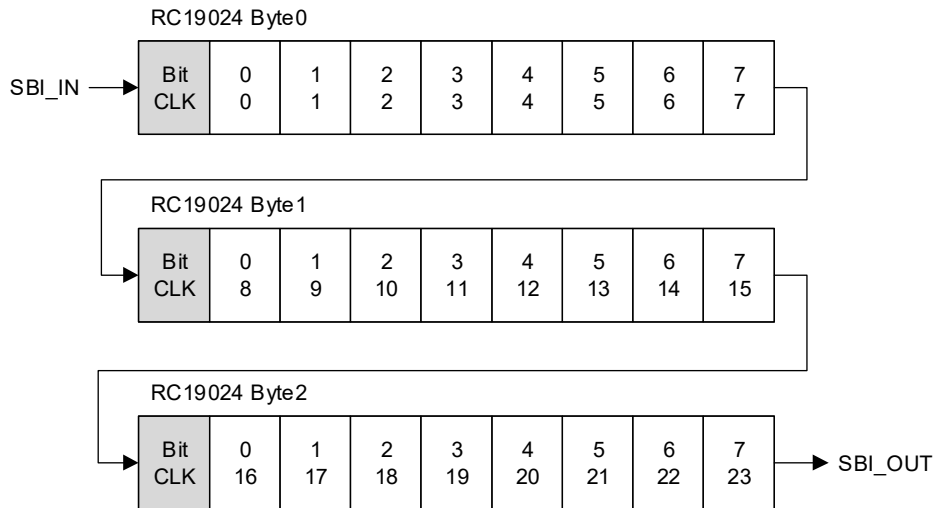 RC19024 Byte0
SBI_IN
Bit 0 1 2 3 4 5 6 7
CLK 0 1 2 3 4 5 6 7
RC19024 Byte1
Bit 0 1 2 3 4 5 6 7
CLK 8 9 10 11 12 13 14 15
RC19024 Byte2
Bit 0 1 2 3 4 5 6 7
CLK 16 17 18 19 20 21 22 23
SBI_OUT